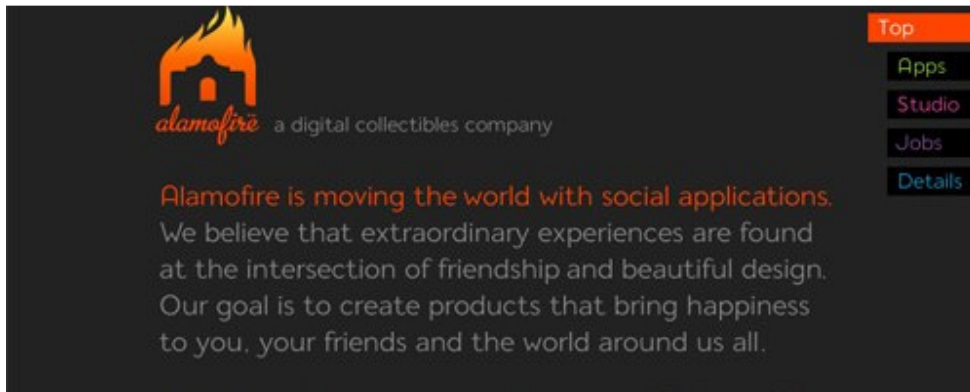 alamofire a digital collectibles company
Top
Apps
Studio
Jobs
Details
Alamofire is moving the world with social applications.
We believe that extraordinary experiences are found
at the intersection of friendship and beautiful design.
Our goal is to create products that bring happiness
to you, your friends and the world around us all.